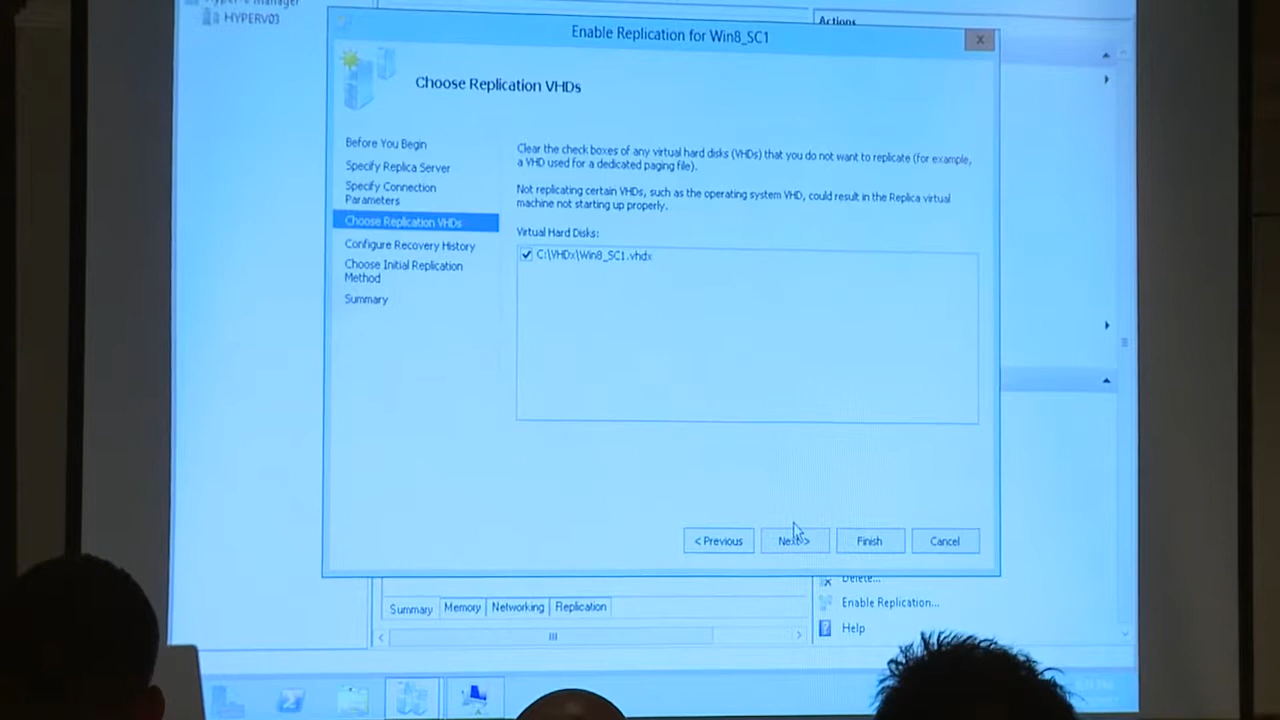 Manager
HYPERV03
Actions
Enable Replication for Win8_SC1
X
Choose Replication VHDs
Before You Begin
Specify Replica Server
Specify Connection
Parameters
Choose Replication VHDs
Configure Recovery History
Choose Initial Replication
Method
Summary
Clear the check boxes of any virtual hard disks (VHDs) that you do not want to replicate (for example,
a VHD used for a dedicated paging file).
Not replicating certain VHDs, such as the operating system VHD, could result in the Replica virtual
machine not starting up properly.
Virtual Hard Disks:
C:\VHDx\Win8_SC1.vhdx
< Previous
Next >
Finish
Cancel
Delete...
Enable Replication...
Help
Summary
Memory
Networking
Replication